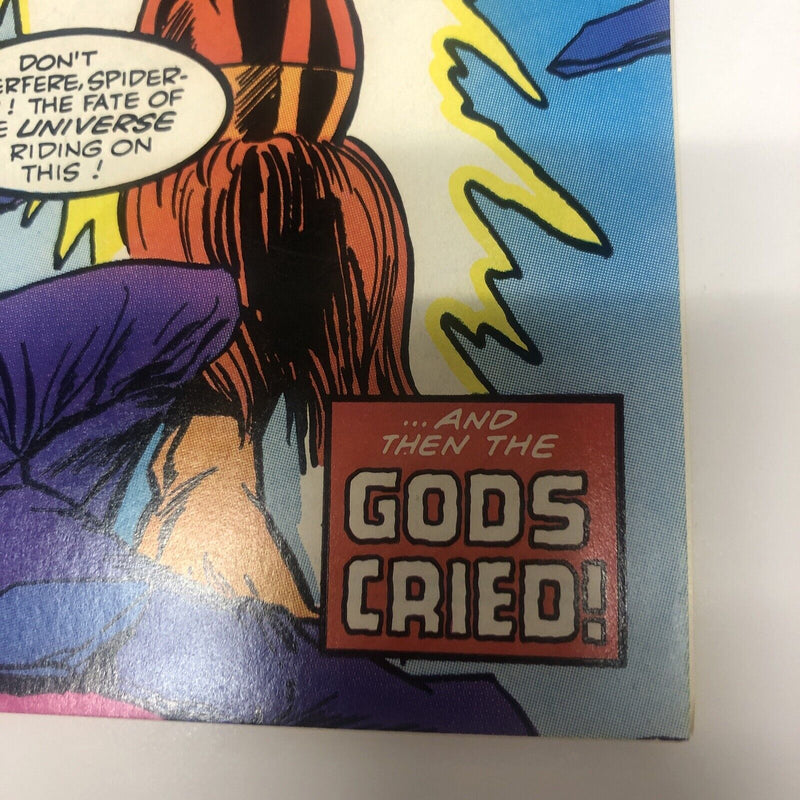 DON'T
ERFERE, SPIDER-
! THE FATE OF
E UNIVERSE
RIDING ON
THIS!
...AND
THEN THE
GODS
CRIED!